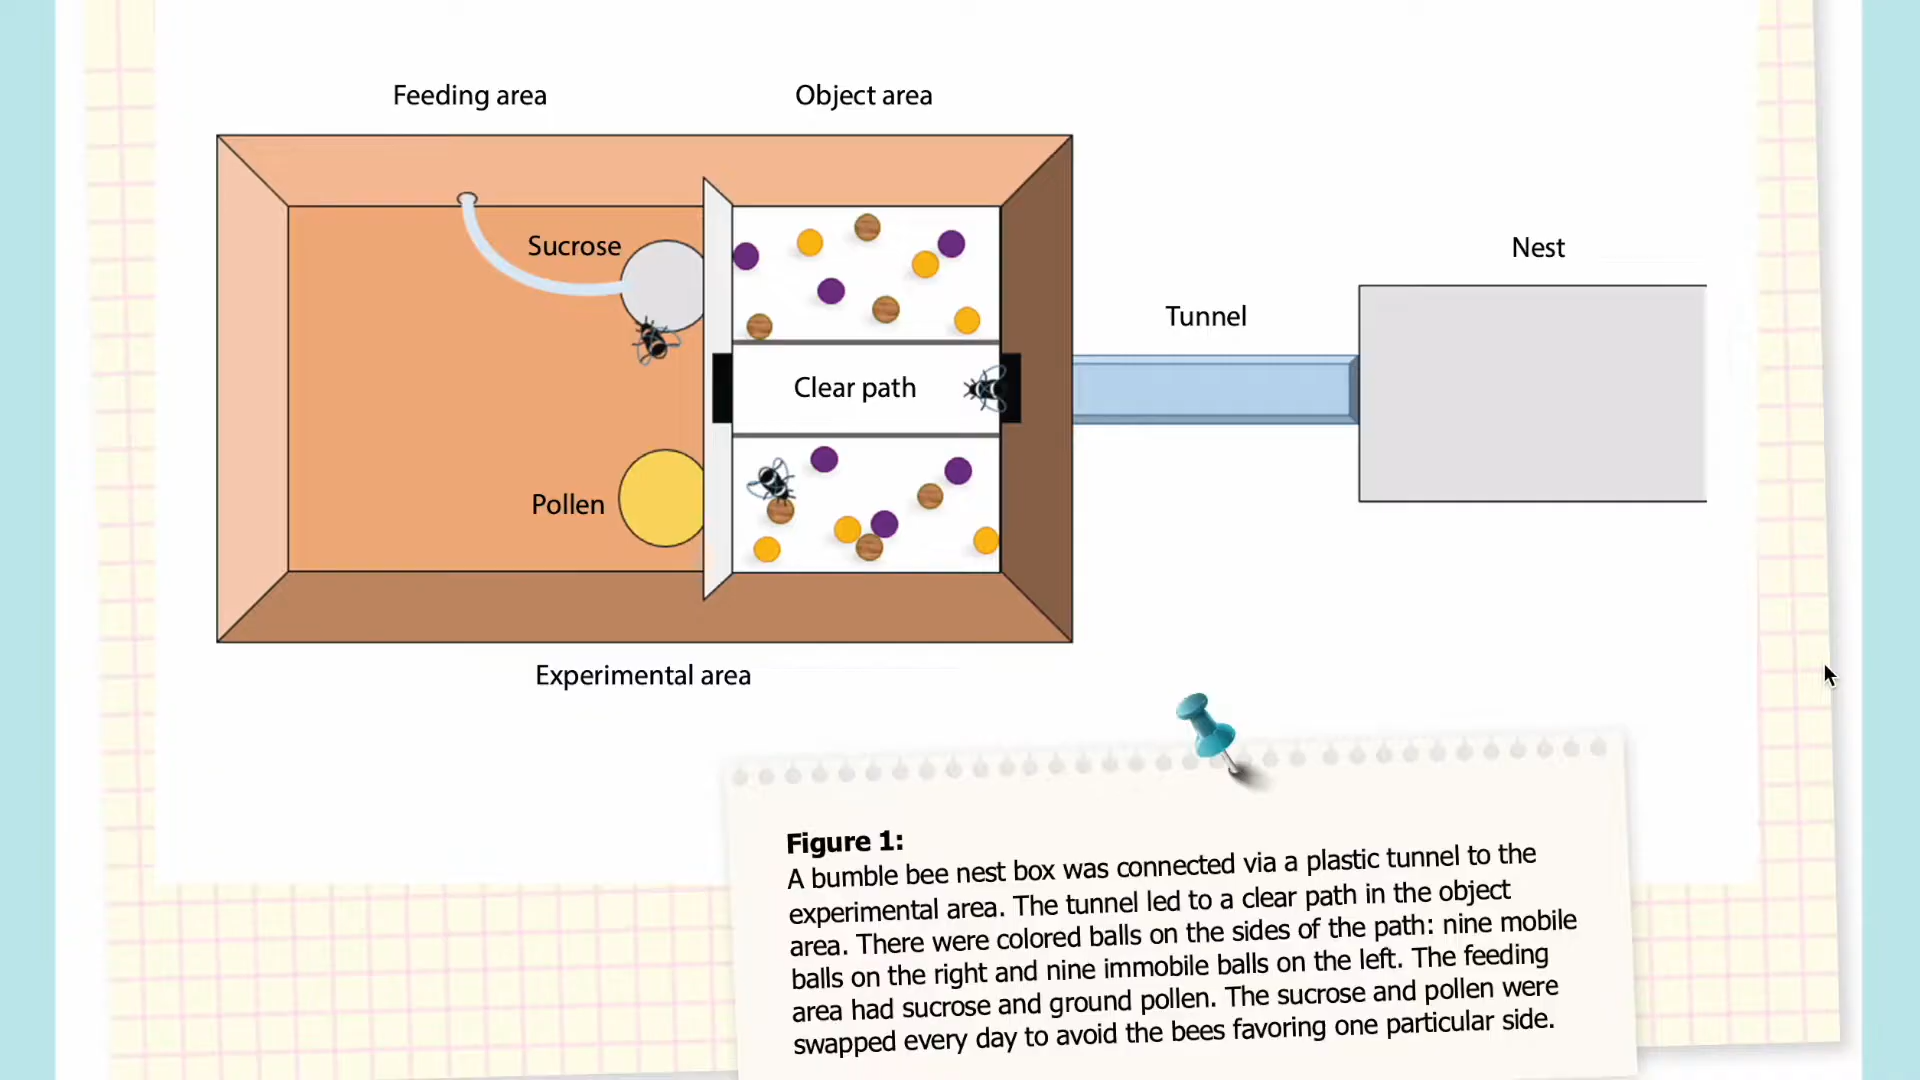 Feeding area
Object area
Sucrose
Nest
Tunnel
Clear path
Pollen
Experimental area
Figure 1:
A bumble bee nest box was connected via a plastic tunnel to the
experimental area. The tunnel led to a clear path in the object
area. There were colored balls on the sides of the path: nine mobile
balls on the right and nine immobile balls on the left. The feeding
area had sucrose and ground pollen. The sucrose and pollen were
swapped every day to avoid the bees favoring one particular side.